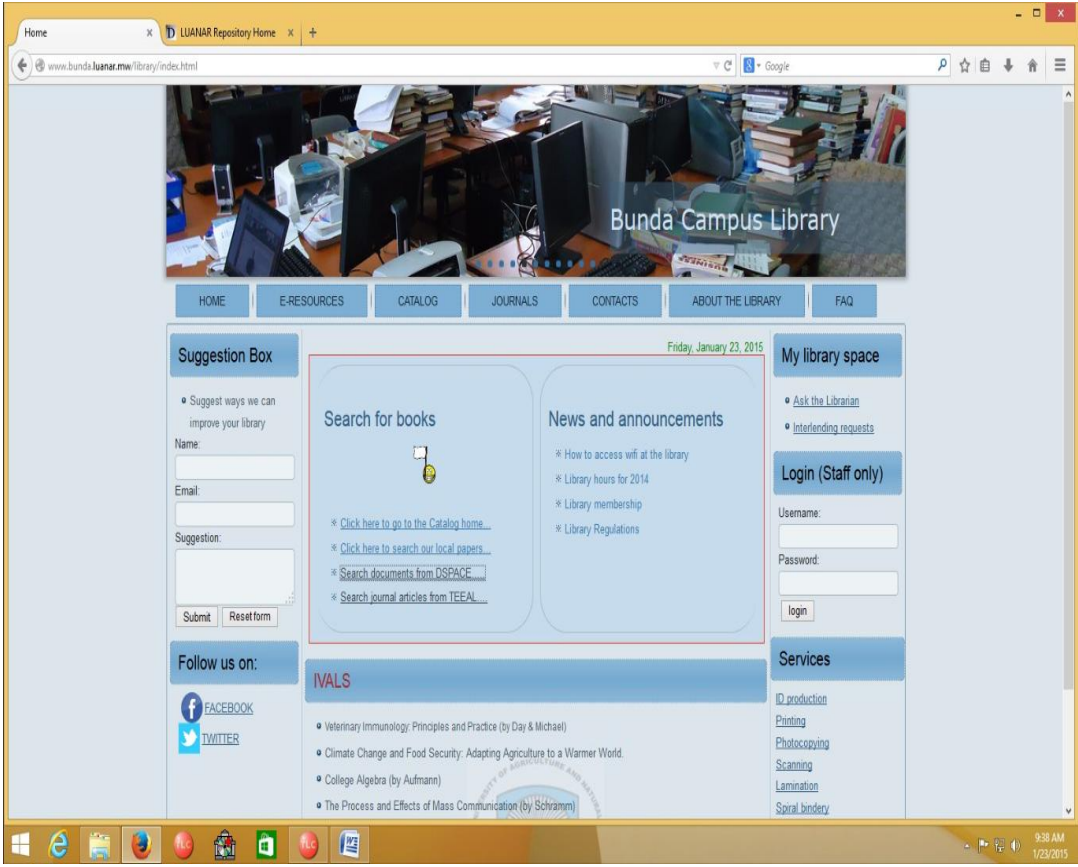 Home
LUANAR Repository Home
www.bunda.luanar.mw/library/index.html
Google
Bunda Campus Library
HOME
E-RESOURCES
CATALOG
JOURNALS
CONTACTS
ABOUT THE LIBRARY
FAQ
Suggestion Box
Suggest ways we can
improve your library
Name:
Email:
Suggestion:
Submit Reset form
Follow us on:
FACEBOOK
TWITTER
Friday, January 23, 2015
Search for books
Click here to go to the Catalog home...
Click here to search our local papers...
Search documents from DSPACE......
Search journal articles from TEEAL....
News and announcements
How to access wifi at the library
Library hours for 2014
Library membership
Library Regulations
IVALS
Veterinary Immunology: Principles and Practice (by Day & Michael)
Climate Change and Food Security: Adapting Agriculture to a Warmer World.
College Algebra (by Aufmann)
The Process and Effects of Mass Communication (by Schramm)
My library space
Ask the Librarian
Interlending requests
Login (Staff only)
Username:
Password:
login
Services
ID production
Printing
Photocopying
Scanning
Lamination
Spiral bindery
9:38 AM
1/23/2015